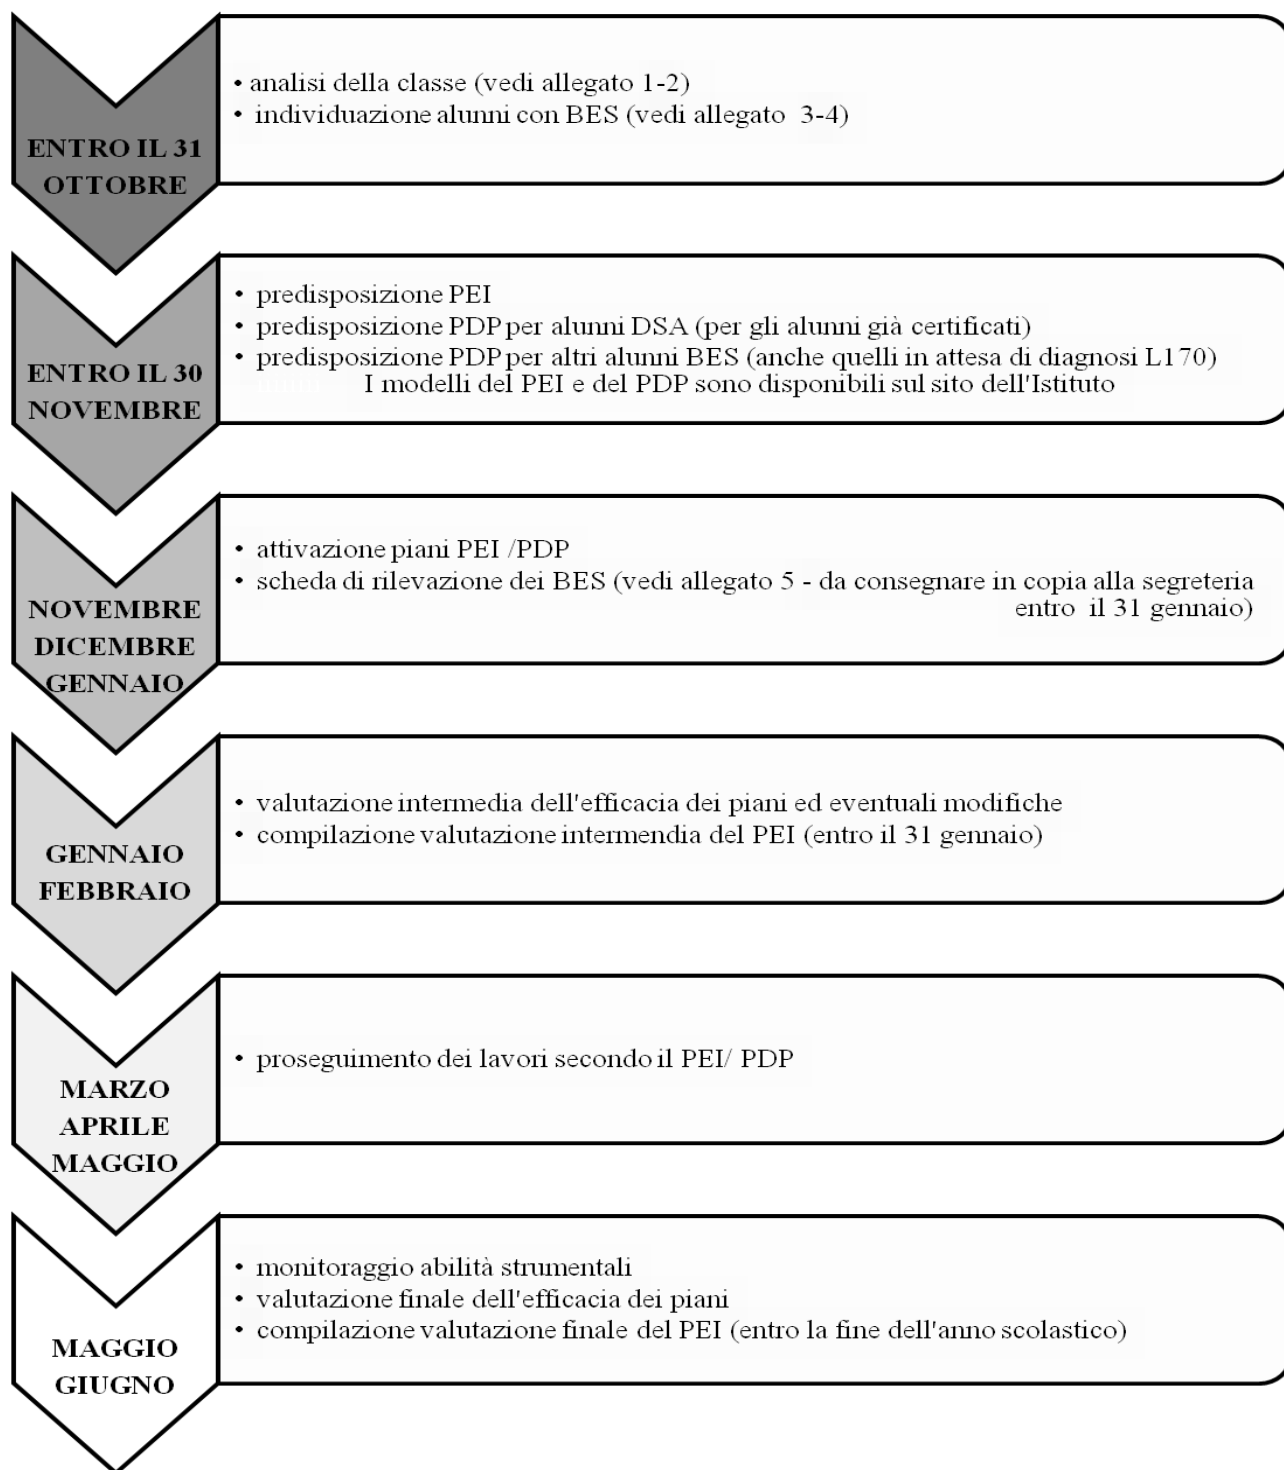 ENTRO IL 31
OTTOBRE
• analisi della classe (vedi allegato 1-2)
• individuazione alunni con BES (vedi allegato 3-4)
ENTRO IL 30
NOVEMBRE
• predisposizione PEI
• predisposizione PDP per alunni DSA (per gli alunni già certificati)
• predisposizione PDP per altri alunni BES (anche quelli in attesa di diagnosi L170)
I modelli del PEI e del PDP sono disponibili sul sito dell'Istituto
NOVEMBRE
DICEMBRE
GENNAIO
• attivazione piani PEI /PDP
• scheda di rilevazione dei BES (vedi allegato 5 - da consegnare in copia alla segreteria
entro il 31 gennaio)
GENNAIO
FEBBRAIO
• valutazione intermedia dell'efficacia dei piani ed eventuali modifiche
• compilazione valutazione intermendia del PEI (entro il 31 gennaio)
MARZO
APRILE
MAGGIO
• proseguimento dei lavori secondo il PEI/ PDP
MAGGIO
GIUGNO
• monitoraggio abilità strumentali
• valutazione finale dell'efficacia dei piani
• compilazione valutazione finale del PEI (entro la fine dell'anno scolastico)